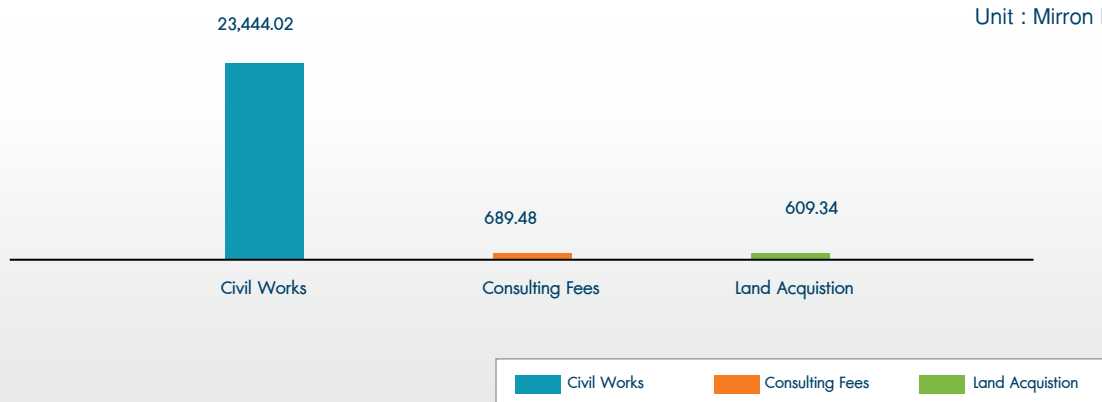 23,444.02
Unit : Mirron
689.48
609.34
Civil Works
Consulting Fees
Land Acquistion
Civil Works
Consulting Fees
Land Acquistion